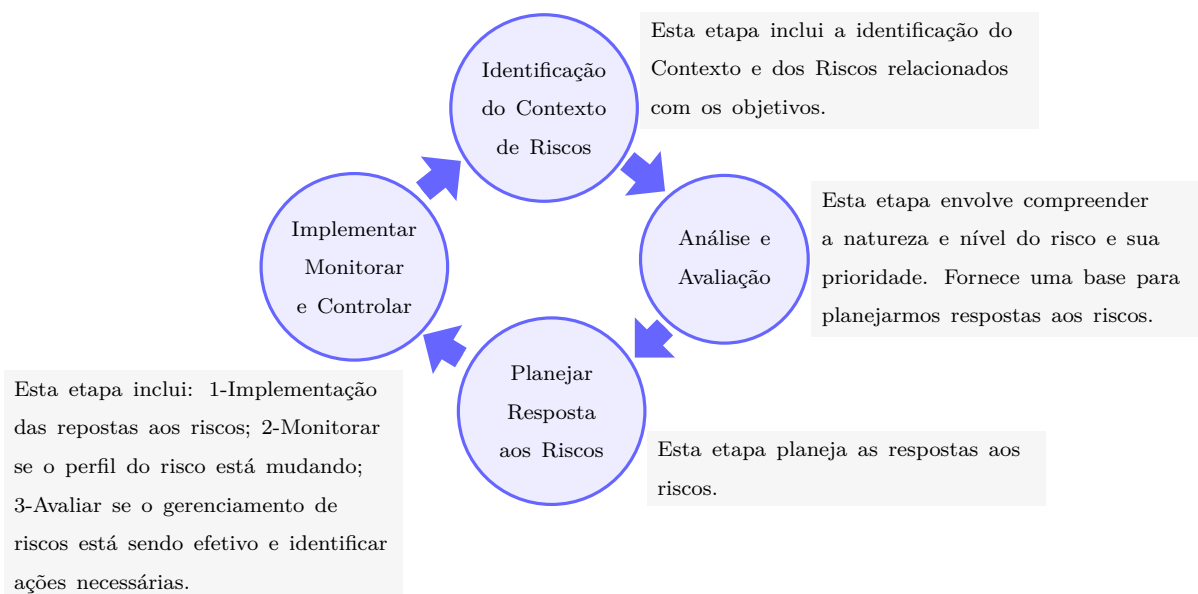 Identificação
do Contexto
de Riscos
Esta etapa inclui a identificação do
Contexto e dos Riscos relacionados
com os objetivos.
Análise e
Avaliação
Esta etapa envolve compreender
a natureza e nível do risco e sua
prioridade. Fornece uma base para
planejarmos respostas aos riscos.
Planejar
Resposta
aos Riscos
Esta etapa planeja as respostas aos
riscos.
Implementar
Monitorar
e Controlar
Esta etapa inclui: 1-Implementação
das repostas aos riscos; 2-Monitorar
se o perfil do risco está mudando;
3-Avaliar se o gerenciamento de
riscos está sendo efetivo e identificar
ações necessárias.